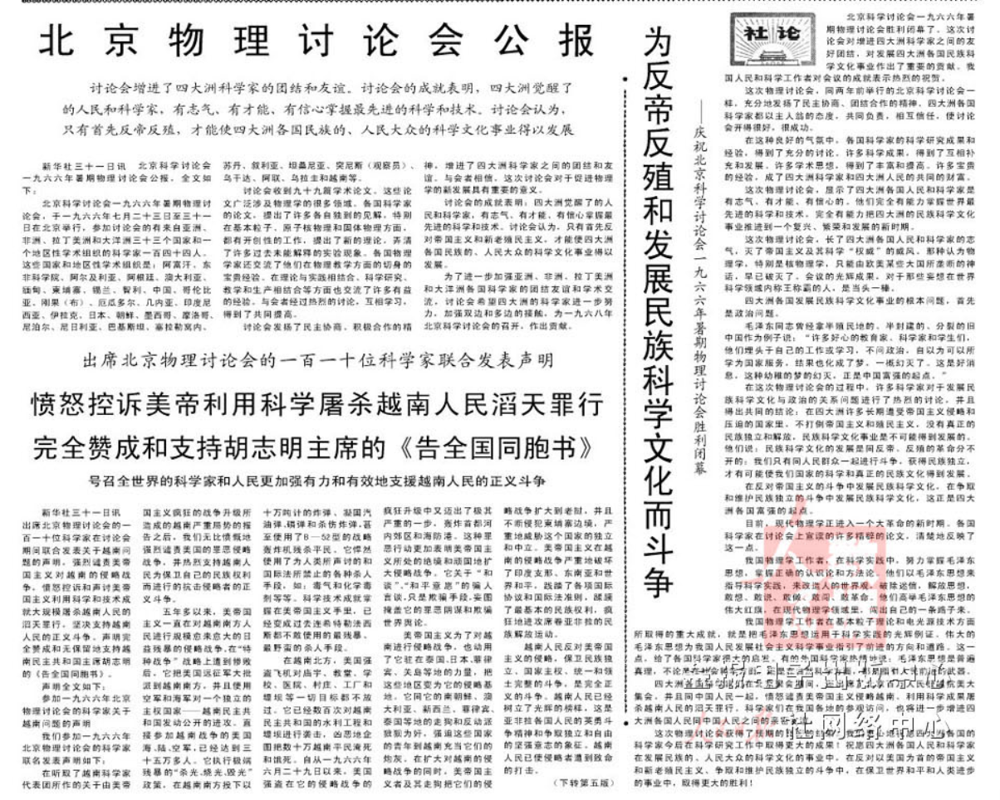 北京物理讨论会公报
讨论会增进了四大洲科学家的团结和友谊。讨论会的成就表明，四大洲觉醒了
的人民和科学家，有志气、有才能、有信心掌握最先进的科学和技术。讨论会认为，
只有首先反帝反殖，才能使四大洲各国民族的、人民大众的科学文化事业得以发展
新华社三十一日讯　北京科学讨论会
一九六六年暑期物理讨论会公报，全文如
下：
北京科学讨论会一九六六年暑期物理讨
论会，于一九六六年七月二十三日至三十一
日在北京举行，参加讨论会的有来自亚洲、
非洲、拉丁美洲和大洋洲三十三个国家和一
个地区性学术组织的科学家一百四十四人。
这些国家和地区性学术组织是：阿富汗、东
非科学院、阿尔及利亚、阿根廷、澳大利亚、
缅甸、柬埔寨、锡兰、智利、中国、哥伦比
亚、刚果（布）、厄瓜多尔、几内亚、印度尼
西亚、伊拉克、日本、朝鲜、墨西哥、摩洛哥、
尼泊尔、尼日利亚、巴基斯坦、塞拉勒窝内、
苏丹、叙利亚、坦桑尼亚、突尼斯（观察员）、
乌干达、阿联、乌拉圭和越南等。
讨论会收到九十九篇学术论文。这些论
文广泛涉及物理学的很多领域。各国科学家
的论文，提出了许多各自独到的见解，特别
在基本粒子、原子核物理和固体物理方面，
都有开创性的工作，提出了新的理论，弄清
了许多过去未能解释的实验现象。各国物理
学家还交流了他们在物理教学方面的切身的
宝贵经验。在理论与实践相结合、科学研究、
教学和生产相结合等方面也交流了许多有益
的经验。与会者经过热烈的讨论，互相学习，
得到了共同提高。
讨论会发扬了民主协商、积极合作的精
神，增进了四大洲科学家之间的团结和友
谊。与会者相信，这次讨论会对于促进物理
学的新发展具有重要的意义。
讨论会的成就表明：四大洲觉醒了的人
民和科学家，有志气、有才能、有信心掌握最
先进的科学和技术。讨论会认为，只有首先反
对帝国主义和新老殖民主义，才能使四大洲
各国民族的、人民大众的科学文化事业得以
发展。
为了进一步加强亚洲、非洲、拉丁美洲
和大洋洲各国科学家的团结友谊和学术交
流，讨论会希望四大洲的科学家进一步努
力，加强双边和多边的接触，为一九六八年
北京科学讨论会的召开，作出贡献。
出席北京物理讨论会的一百一十位科学家联合发表声明
愤怒控诉美帝利用科学屠杀越南人民滔天罪行
完全赞成和支持胡志明主席的《告全国同胞书》
号召全世界的科学家和人民更加强有力和有效地支援越南人民的正义斗争
新华社三十一日讯
出席北京物理讨论会的一
百一十位科学家在讨论会
期间联合发表关于越南问
题的声明，强烈谴责美帝
国主义对越南的侵略战
争，愤怒控诉和声讨美帝
国主义利用科学和技术成
就大规模屠杀越南人民的
滔天罪行，坚决支持越南
人民的正义斗争。声明完
全赞成和无保留地支持越
南民主共和国主席胡志明
的《告全国同胞书》。
声明全文如下：
参加一九六六年北京
物理讨论会的科学家关于
越南问题的声明
我们参加一九六六年
北京物理讨论会的科学家
联名发表声明如下：
在听取了越南科学家
代表团所作的关于由美帝
国主义疯狂的战争升级所
造成的越南严重局势的报
告之后，我们无比愤慨地
强烈谴责美国的罪恶侵略
战争，并热烈支持越南人
民为保卫自己的民族权利
而进行的抗击侵略者的正
义斗争。
五年多以来，美帝国
主义一直在对越南南方人
民进行规模愈来愈大的日
益残暴的侵略战争，在“特
种战争”战略上遭到惨败
后，它把美国远征军大批
派到越南南方，并且使用
空军和海军对一个独立的
主权国家——越南民主共
和国发动公开的进攻。直
接参加越南战争的美国
海、陆、空军，已经达到三
十五万多人。它执行极端
残暴的“杀光、烧光、毁光”
政策，在越南南方投下以
十万吨计的炸弹、凝固汽
油弹、磷弹和杀伤炸弹，甚
至使用了B—52型的战略
轰炸机残杀平民。它悍然
使用了为人类所声讨的和
国际法所禁止的各种杀人
手段，如：毒气和化学毒
剂等等。科学技术成就掌
握在美帝国主义手里，已
经变成过去连希特勒法西
斯都不敢使用的最残暴、
最野蛮的杀人手段。
在越南北方，美国强
盗飞机对庙宇、教堂、学
校、医院、村庄、工厂和
堤坝等一切目标都不放
过。它已经数百次对越南
民主共和国的水利工程和
堤坝进行袭击，凶恶地企
图把数十万越南平民淹死
和饿死。自从一九六六年
六月二十九日以来，美国
强盗在它的侵略战争的
疯狂升级中又迈出了极其
严重的一步，轰炸首都河
内郊区和海防港。这种罪
恶行动更加表明美帝国主
义所处的绝境和顽固地扩
大侵略战争。它关于“和
谈”、“和平意愿”的骗人
言谈，只是欺骗手段，妄图
掩盖它的罪恶阴谋和欺骗
世界舆论。
美帝国主义为了对越
南进行侵略战争，也动用
了它驻在泰国、日本、菲律
宾、关岛等地的力量，把
这些地区变为它的侵略基
地。它同它的南朝鲜、澳
大利亚、新西兰、菲律宾、
泰国等地的走狗和反动派
狼狈为奸，强迫这些国家
的青年到越南充当它们的
炮灰。在扩大对越南的侵
略战争的同时，美帝国主
义者及其走狗把它们的侵
略战争扩大到老挝，并且
不断侵犯柬埔寨边境，严
重地威胁这个国家的独立
和中立。美帝国主义在越
南的侵略战争严重地破坏
了印度支那、东南亚和世
界和平，践踏了各项国际
协议和国际法准则，蹂躏
了最基本的民族权利，疯
狂地进攻席卷亚非拉的民
族解放运动。
越南人民反对美帝国
主义的侵略，保卫民族独
立、国家主权、统一和领
土完整的斗争，是完全正
义的斗争。越南人民已经
树立了光辉的榜样，这是
亚非拉各国人民的英勇斗
争精神和争取独立和自由
的坚强意志的象征。越南
人民已使侵略者遭到致命
的打击。
（下转第五版）
为反帝反殖和发展民族科学文化而斗争
——庆祝北京科学讨论会一九六六年暑期物理讨论会胜利闭幕
社论
北京科学讨论会一九六六年暑
期物理讨论会胜利闭幕了。这次讨
论会对增进四大洲科学家之间的友
好团结，对发展四大洲各国民族科
学文化事业作出了重要的贡献。我
国人民和科学工作者对会议的成就表示热烈的祝贺。
这次物理讨论会，同两年前举行的北京科学讨论会一
样，充分地发扬了民主协商、团结合作的精神。四大洲各国
科学家都以主人翁的态度，共同负责，相互信任，使讨论
会开得很好，很成功。
在这种良好的气氛中，各国科学家的科学研究成果和
经验，得到了充分的讨论。许多科学成果，得到了互相补
充和发展。许多学术思想，得到了丰富和提高。许多宝贵
的经验，成了四大洲科学家和四大洲人民的共同的财富。
这次物理讨论会，显示了四大洲各国人民和科学家是
有志气、有才能、有信心的。他们完全有能力掌握世界最
先进的科学和技术，完全有能力把四大洲的民族科学文化
事业推进到一个复兴、繁荣和发展的新时期。
这次物理讨论会，长了四大洲各国人民和科学家的志
气，灭了帝国主义及其科学“权威”的威风。那种认为物
理学，特别是核物理学，只能由欧美某些大国所垄断的神
话，早已破灭了。会议的光辉成果，对于那些妄想在世界
科学领域内称王称霸的人，是当头一棒。
四大洲各国发展民族科学文化事业的根本问题，首先
是政治问题。
毛泽东同志曾经拿半殖民地的、半封建的、分裂的旧
中国作为例子说：“许多好心的教育家、科学家和学生们，
他们埋头于自己的工作或学习，不问政治，自以为可以所
学为国家服务，结果也化成了梦，一概幻灭了。这是好消
息，这种幼稚的梦的幻灭，正是中国富强的起点。”
在这次物理讨论会的过程中，许多科学家对于发展民
族科学文化与政治的关系问题进行了热烈的讨论，并且
得出共同的结论：在四大洲许多长期遭受帝国主义侵略和
压迫的国家里，不打倒帝国主义和殖民主义，没有真正的
民族独立和解放，民族科学文化事业是不可能得到发展的。
他们说：民族科学文化的发展是同反帝、反殖的革命分不
开的；我们只有同人民群众一起进行斗争，获得民族独立，
才有可能使我们国家的科学和真正的民族文化得到发展。
在反对帝国主义的斗争中发展民族科学文化，在争取
和维护民族独立的斗争中发展民族科学文化，这正是四大
洲各国富强的起点。
目前，现代物理学正进入一个大革命的新时期。各国
科学家在讨论会上宣读的许多精辟的论文，清楚地反映了
这一点。
我国物理学工作者，在科学实践中，努力掌握毛泽东
思想，掌握正确的认识论和方法论。他们以毛泽东思想来
指导科学实践，来改造人的世界观，破除迷信，解放思想，
敢想、敢说、敢做、敢闯、敢革命。他们高举毛泽东思想的
伟大红旗，在现代物理学领域里，闯出自己的一条路子来。
我国物理学工作者在基本粒子理论和电光源技术方面
所取得的重大成就，就是把毛泽东思想运用于科学实践的光辉例证。伟大的
毛泽东思想为我国人民发展社会主义科学事业指引了前进的方向和道路。这一
点，给了各国科学家很大的启发。有的各国科学家热情地说：毛泽东思想是普遍
真理，不论
四大洲
集会，并且同中国人民一起，愤怒谴责美帝国主义侵略越南，利用科学成果屠
杀越南人民的滔天罪行。科学家们在我国各地的参观访问，也将进一步增进四
大洲各国人民同中国人民之间的亲密
这次物理讨论会获得了预期的
科学家今后在科学研究工作中取得更大的成果！祝愿四大洲各国人民和科学家
在发展民族的、人民大众的科学文化的事业中，在反对以美国为首的帝国主义
和新老殖民主义、争取和维护民族独立的斗争中，在保卫世界和平和人类进步
的事业中，取得更大的胜利！